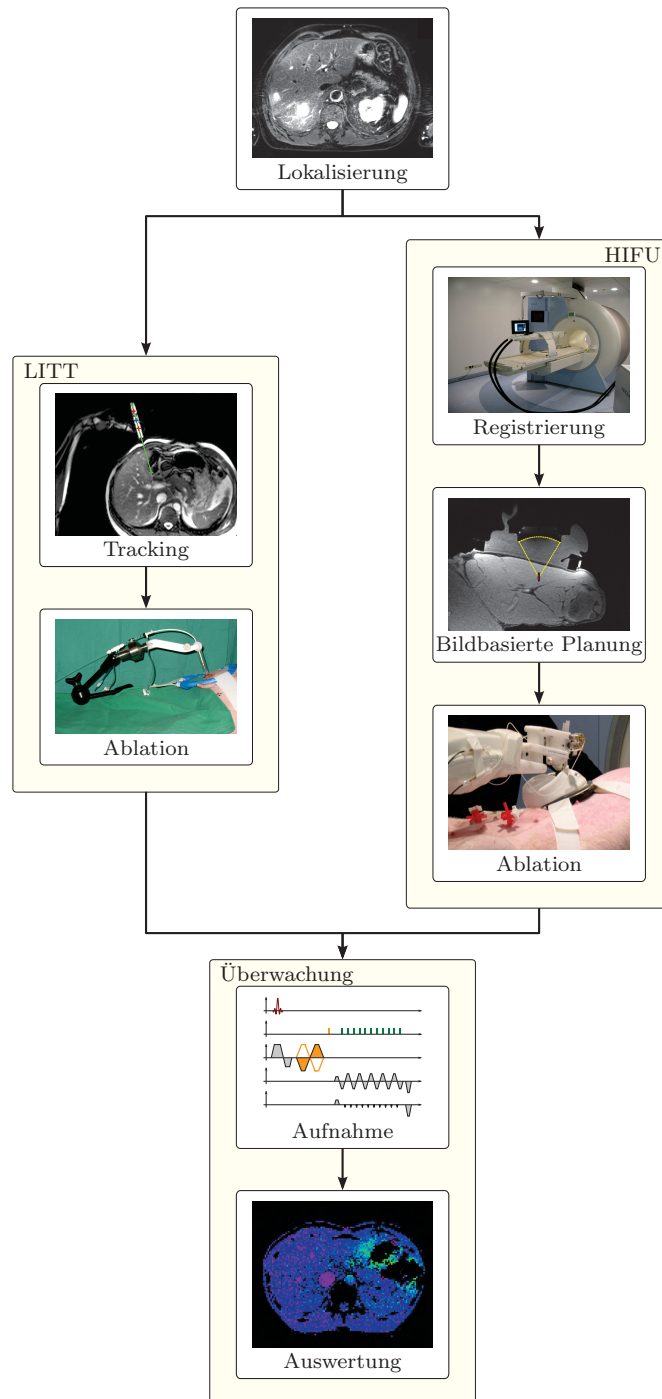 Lokalisierung
HIFU
Registrierung
LITT
Tracking
Bildbasierte Planung
Ablation
Ablation
Überwachung
Aufnahme
Auswertung